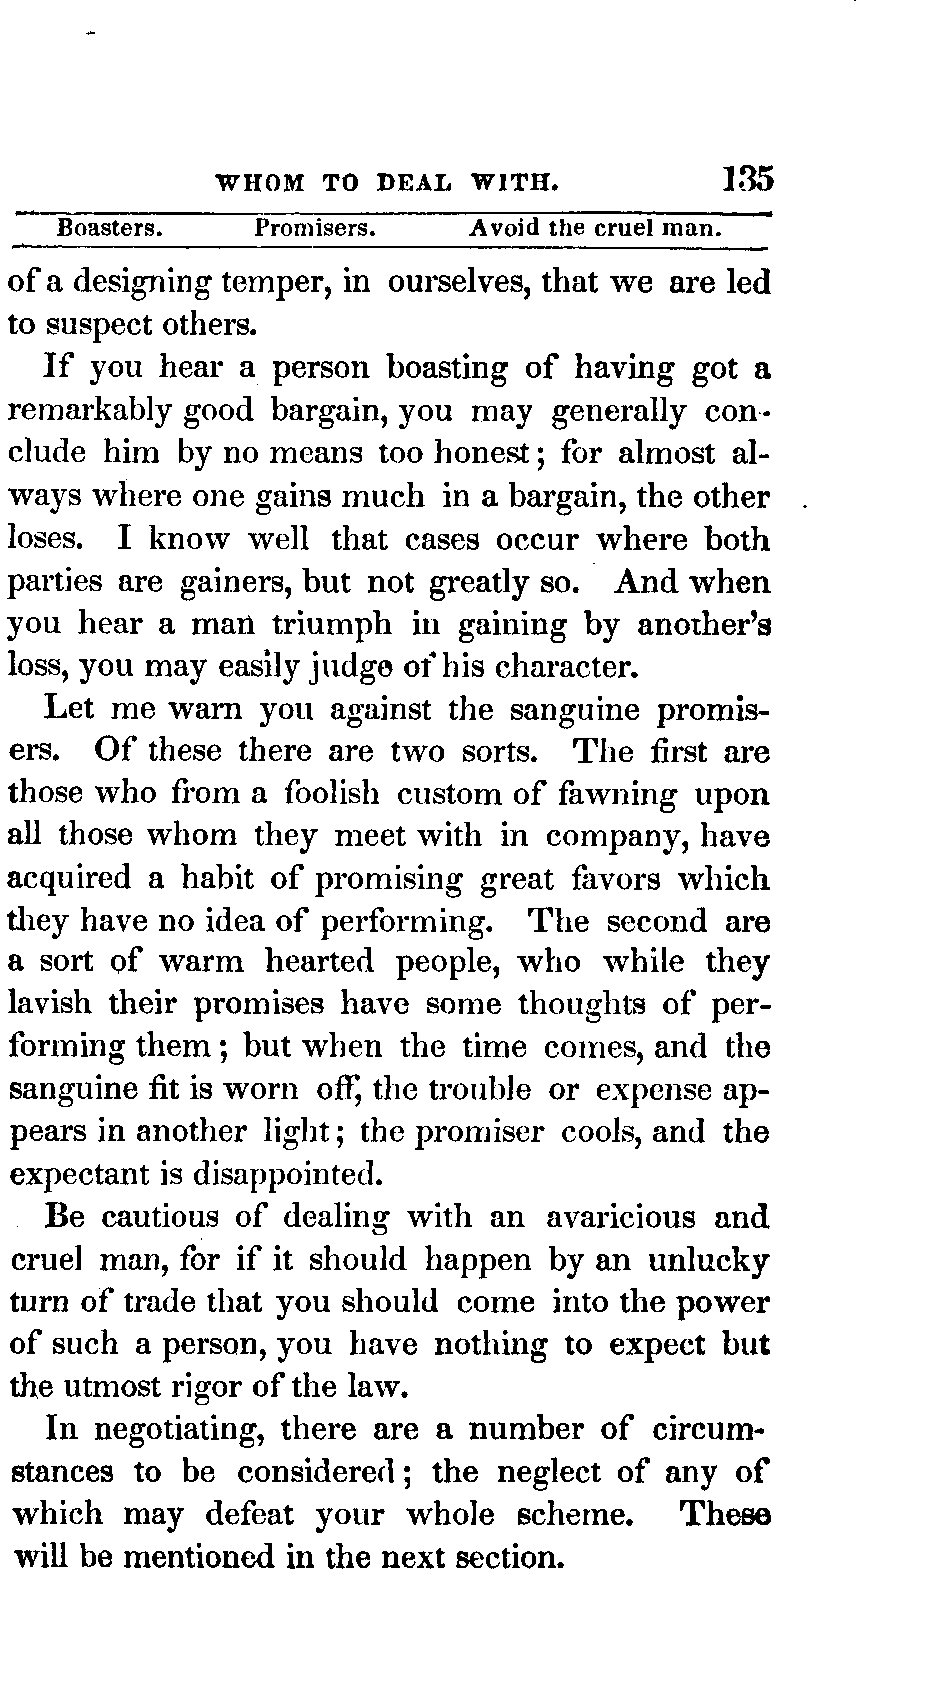 WHOM TO DEAL WITH. 135
Boasters. Promisers. Avoid the cruel man.
of a designing temper, in ourselves, that we are led
to suspect others.
If you hear a person boasting of having got a
remarkably good bargain, you may generally con-
clude him by no means too honest; for almost al-
ways where one gains much in a bargain, the other
loses. I know well that cases occur where both
parties are gainers, but not greatly so. And when
you hear a man triumph in gaining by another's
loss, you may easily judge of his character.
Let me warn you against the sanguine promis-
ers. Of these there are two sorts. The first are
those who from a foolish custom of fawning upon
all those whom they meet with in company, have
acquired a habit of promising great favors which
they have no idea of performing. The second are
a sort of warm hearted people, who while they
lavish their promises have some thoughts of per-
forming them; but when the time comes, and the
sanguine fit is worn off, the trouble or expense ap-
pears in another light; the promiser cools, and the
expectant is disappointed.
Be cautious of dealing with an avaricious and
cruel man, for if it should happen by an unlucky
turn of trade that you should come into the power
of such a person, you have nothing to expect but
the utmost rigor of the law.
In negotiating, there are a number of circum-
stances to be considered; the neglect of any of
which may defeat your whole scheme. These
will be mentioned in the next section.